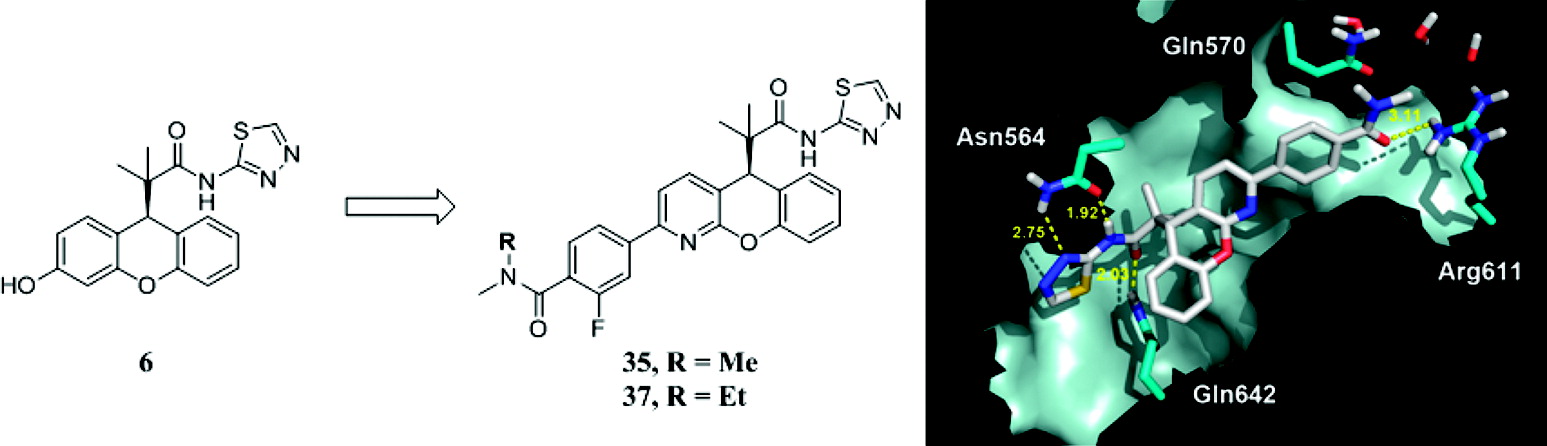 O
S
N
N
H
N
HO
O
6
O
S
N
N
H
N
N
O
R
N
O
F
35, R = Me
37, R = Et
Gln570
Asn564
3.11
1.92
2.75
2.03
Arg611
Gln642